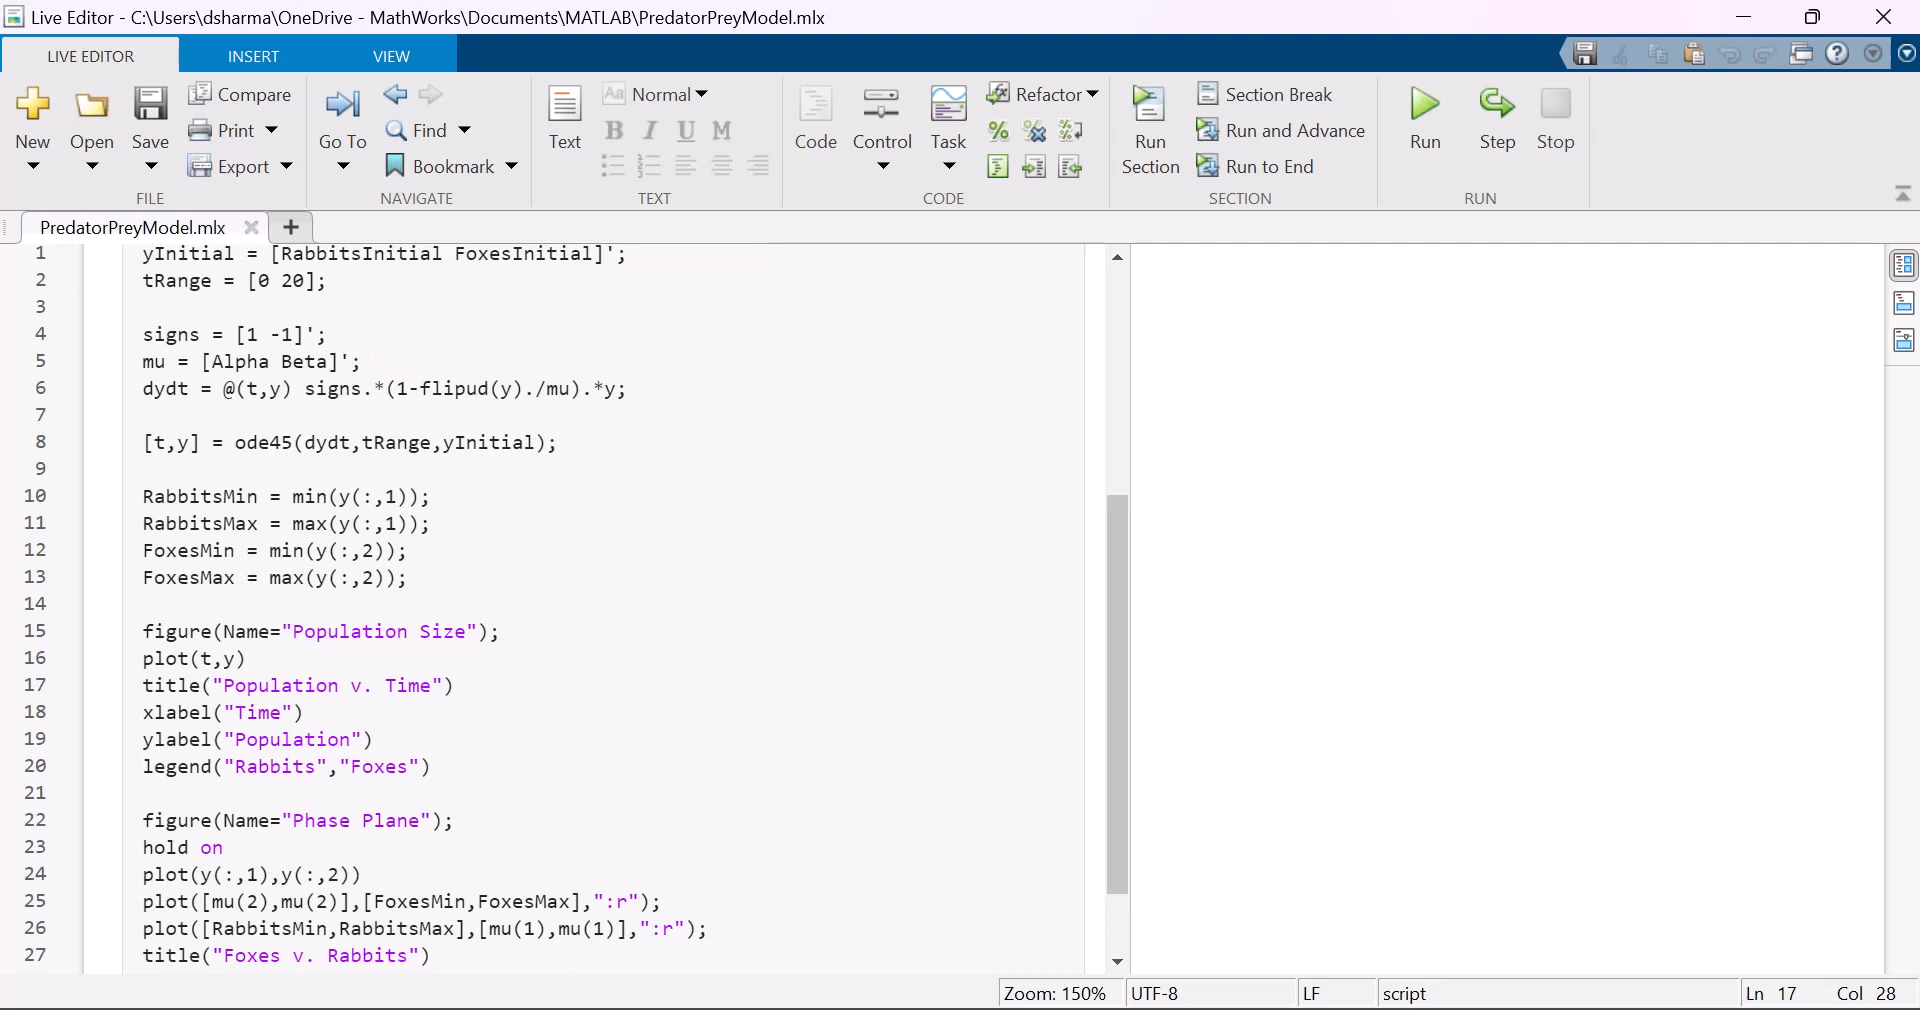 Live Editor - C:\Users\dsharma\OneDrive - MathWorks\Documents\MATLAB\PredatorPreyModel.mlx
LIVE EDITOR INSERT VIEW
New Open Save Compare Print Export
FILE
Go To Find Bookmark
NAVIGATE
Text Aa Normal
B I U M
TEXT
Code Control Task Refactor
CODE
Run Section Section Break Run and Advance Run to End
SECTION
Run Step Stop
RUN
PredatorPreyModel.mlx
1 yInitial = [RabbitsInitial FoxesInitial]';
2 tRange = [0 20];
3
4 signs = [1 -1]';
5 mu = [Alpha Beta]';
6 dydt = @(t,y) signs.*(1-flipud(y)./mu).*y;
7
8 [t,y] = ode45(dydt,tRange,yInitial);
9
10 RabbitsMin = min(y(:,1));
11 RabbitsMax = max(y(:,1));
12 FoxesMin = min(y(:,2));
13 FoxesMax = max(y(:,2));
14
15 figure(Name="Population Size");
16 plot(t,y)
17 title("Population v. Time")
18 xlabel("Time")
19 ylabel("Population")
20 legend("Rabbits","Foxes")
21
22 figure(Name="Phase Plane");
23 hold on
24 plot(y(:,1),y(:,2))
25 plot([mu(2),mu(2)],[FoxesMin,FoxesMax],":r");
26 plot([RabbitsMin,RabbitsMax],[mu(1),mu(1)],":r");
27 title("Foxes v. Rabbits")
Zoom: 150% UTF-8 LF script Ln 17 Col 28